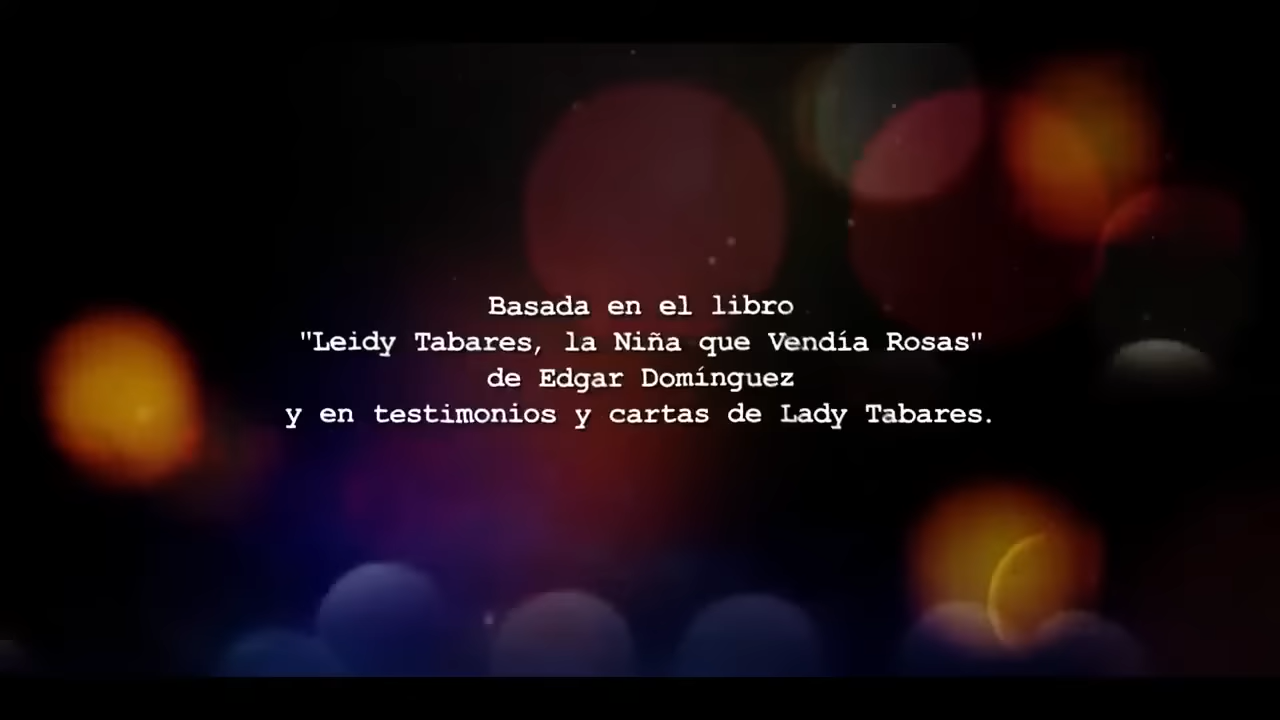 Basada en el libro
"Leidy Tabares, la Niña que Vendía Rosas"
de Edgar Domínguez
y en testimonios y cartas de Lady Tabares.